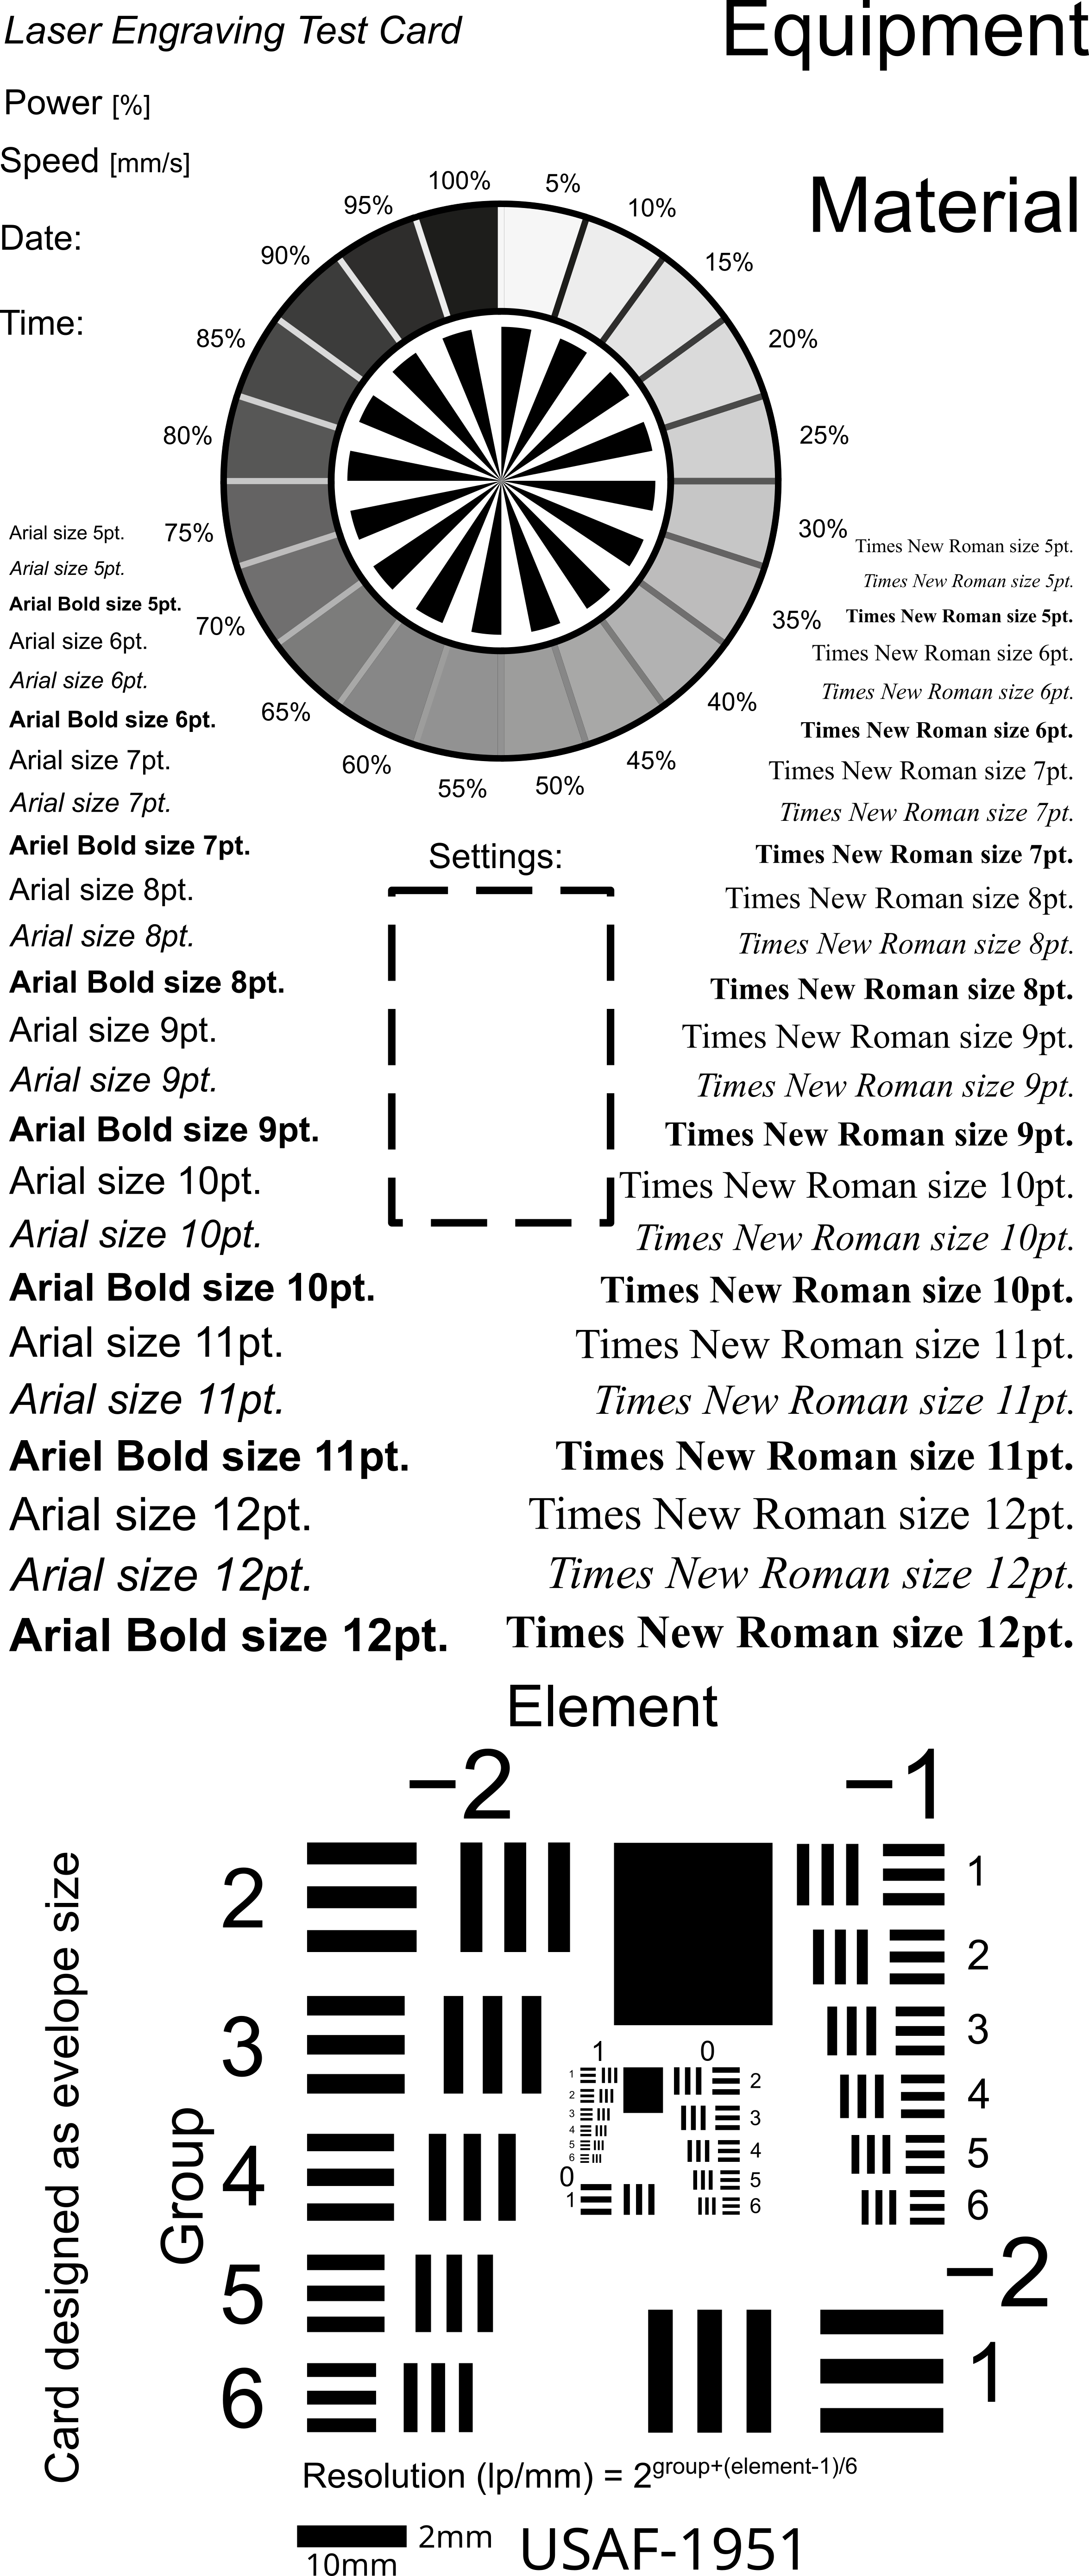 Laser Engraving Test Card
Equipment
Power [%]
Speed [mm/s]
Material
Date:
Time:
100%
5%
10%
15%
20%
25%
30%
35%
40%
45%
50%
55%
60%
65%
70%
75%
80%
85%
90%
95%
Arial size 5pt.
Arial size 5pt.
Arial Bold size 5pt.
Arial size 6pt.
Arial size 6pt.
Arial Bold size 6pt.
Arial size 7pt.
Arial size 7pt.
Ariel Bold size 7pt.
Arial size 8pt.
Arial size 8pt.
Arial Bold size 8pt.
Arial size 9pt.
Arial size 9pt.
Arial Bold size 9pt.
Arial size 10pt.
Arial size 10pt.
Arial Bold size 10pt.
Arial size 11pt.
Arial size 11pt.
Ariel Bold size 11pt.
Arial size 12pt.
Arial size 12pt.
Arial Bold size 12pt.
Settings:
Times New Roman size 5pt.
Times New Roman size 5pt.
Times New Roman size 5pt.
Times New Roman size 6pt.
Times New Roman size 6pt.
Times New Roman size 6pt.
Times New Roman size 7pt.
Times New Roman size 7pt.
Times New Roman size 7pt.
Times New Roman size 8pt.
Times New Roman size 8pt.
Times New Roman size 8pt.
Times New Roman size 9pt.
Times New Roman size 9pt.
Times New Roman size 9pt.
Times New Roman size 10pt.
Times New Roman size 10pt.
Times New Roman size 10pt.
Times New Roman size 11pt.
Times New Roman size 11pt.
Times New Roman size 11pt.
Times New Roman size 12pt.
Times New Roman size 12pt.
Times New Roman size 12pt.
Element
−2
−1
Card designed as evelope size
Group
2
3
4
5
6
1
0
1
2
3
4
5
6
0
1
2
3
4
5
6
1
2
3
4
5
6
−2
1
Resolution (lp/mm) = 2^group+(element-1)/6
2mm
10mm
USAF-1951